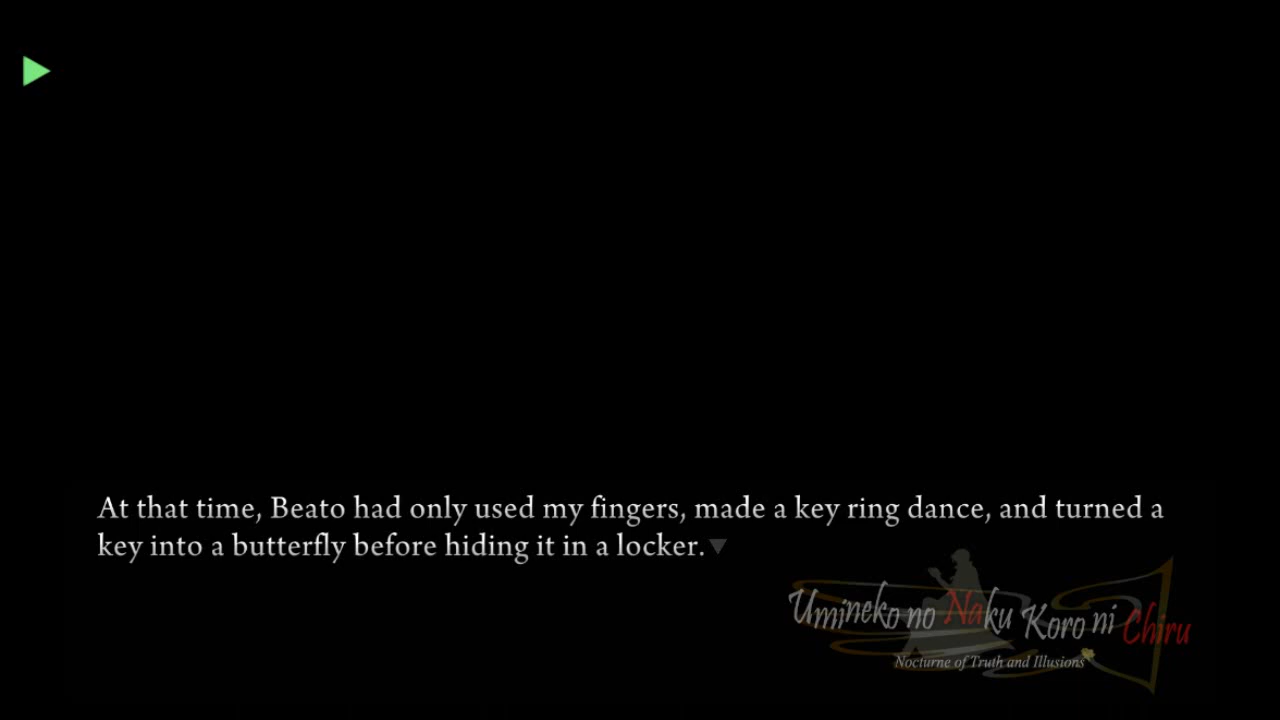 At that time, Beato had only used my fingers, made a key ring dance, and turned a
key into a butterfly before hiding it in a locker.
Umineko no Naku Koro ni Chiru
Nocturne of Truth and Illusions